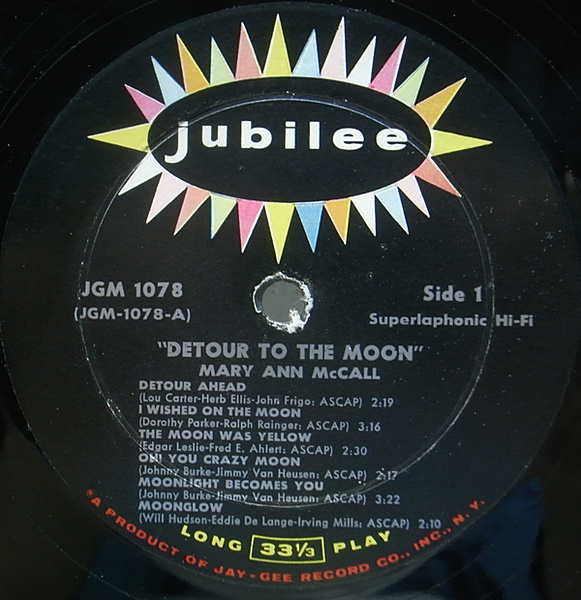 jubilee
JGM 1078
(JGM-1078-A)
Side 1
Superlaphonic Hi-Fi
"DETOUR TO THE MOON"
MARY ANN McCALL
DETOUR AHEAD
(Lou Carter-Herb Ellis-John Frigo: ASCAP) 2:19
I WISHED ON THE MOON
(Dorothy Parker-Ralph Rainger: ASCAP) 3:16
THE MOON WAS YELLOW
(Edgar Leslie-Fred E. Ahlert: ASCAP) 2:30
OH! YOU CRAZY MOON
(Johnny Burke-Jimmy Van Heusen: ASCAP) 2:17
MOONLIGHT BECOMES YOU
(Johnny Burke-Jimmy Van Heusen: ASCAP) 3:22
MOONGLOW
(Will Hudson-Eddie De Lange-Irving Mills: ASCAP) 2:10
LONG 33⅓ PLAY
®A PRODUCT OF JAY-GEE RECORD CO., INC., N. Y.